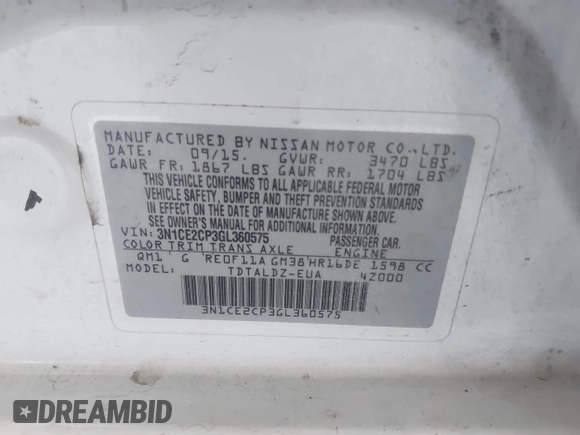 MANUFACTURED BY NISSAN MOTOR CO.,LTD.
DATE: 09/15. GVWR: 3470 LBS
GAWR FR: 1867 LBS GAWR RR: 1704 LBS
THIS VEHICLE CONFORMS TO ALL APPLICABLE FEDERAL MOTOR
VEHICLE SAFETY, BUMPER AND THEFT PREVENTION STANDARDS
IN EFFECT ON THE DATE OF MANUFACTURE SHOWN ABOVE.
SEE OWNER'S MANUAL FOR ADDITIONAL INFORMATION
VIN: 3N1CE2CP3GL360575 PASSENGER CAR.
COLOR TRIM TRANS AXLE ENGINE
QM1 G RE0F11A GM38 HR16DE 1598 CC
MODEL: TDTALDZ-EUA 4Z000
3N1CE2CP3GL360575
DREAMBID